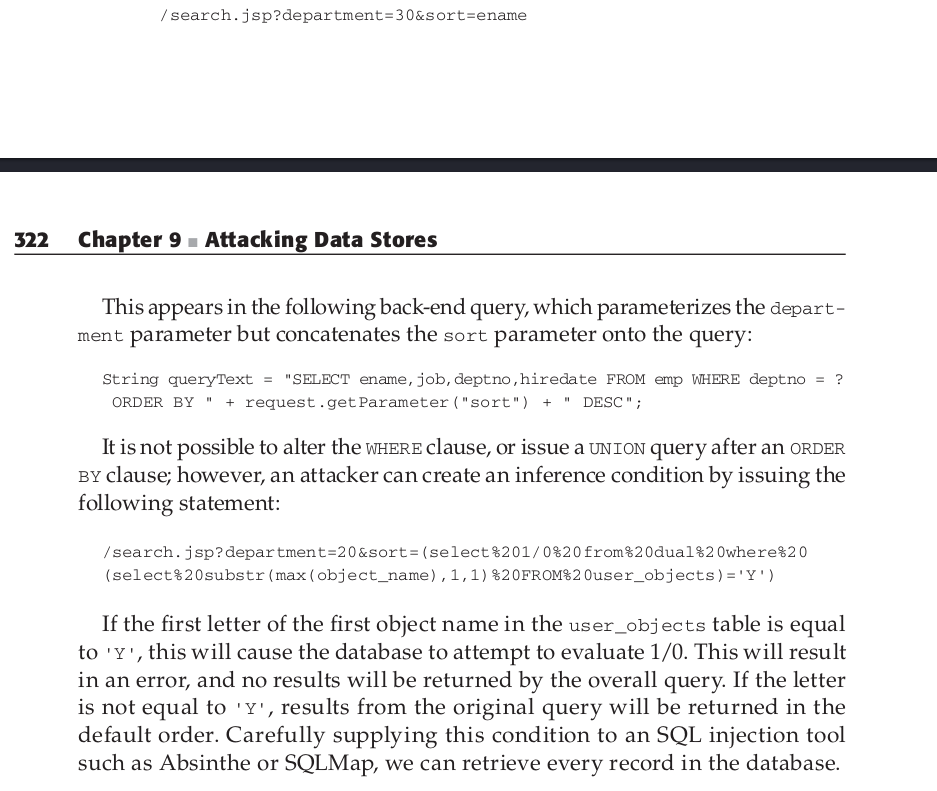 /search.jsp?department=30&sort=ename
322 Chapter 9 ■ Attacking Data Stores
This appears in the following back-end query, which parameterizes the depart-
ment parameter but concatenates the sort parameter onto the query:
String queryText = "SELECT ename,job,deptno,hiredate FROM emp WHERE deptno = ?
ORDER BY " + request.getParameter("sort") + " DESC";
It is not possible to alter the WHERE clause, or issue a UNION query after an ORDER
BY clause; however, an attacker can create an inference condition by issuing the
following statement:
/search.jsp?department=20&sort=(select%201/0%20from%20dual%20where%20
(select%20substr(max(object_name),1,1)%20FROM%20user_objects)='Y')
If the first letter of the first object name in the user_objects table is equal
to 'Y', this will cause the database to attempt to evaluate 1/0. This will result
in an error, and no results will be returned by the overall query. If the letter
is not equal to 'Y', results from the original query will be returned in the
default order. Carefully supplying this condition to an SQL injection tool
such as Absinthe or SQLMap, we can retrieve every record in the database.